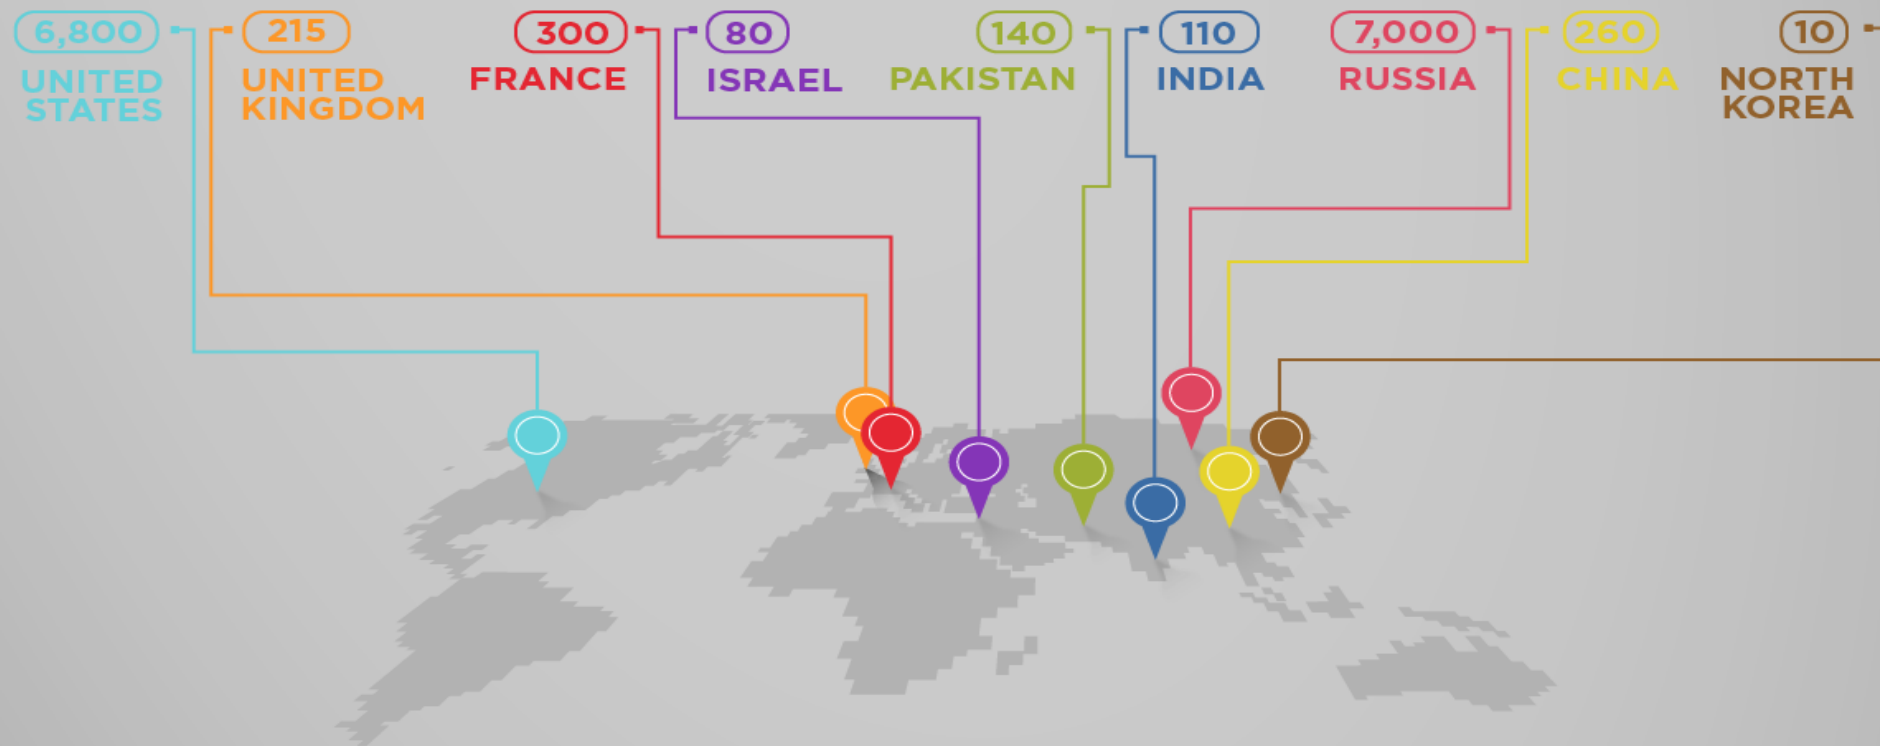 6,800
UNITED
STATES
215
UNITED
KINGDOM
300
FRANCE
80
ISRAEL
140
PAKISTAN
110
INDIA
7,000
RUSSIA
260
CHINA
10
NORTH
KOREA